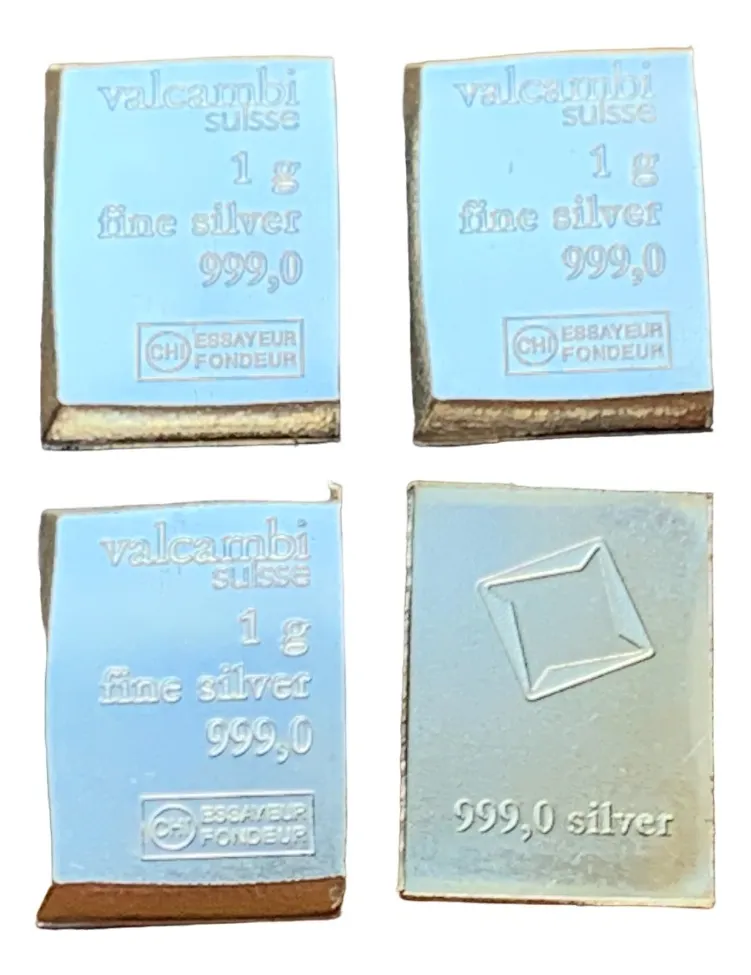 valcambi
suisse
1 g
fine silver
999,0
CHI ESSAYEUR
FONDEUR
valcambi
suisse
1 g
fine silver
999,0
CHI ESSAYEUR
FONDEUR
valcambi
suisse
1 g
fine silver
999,0
CHI ESSAYEUR
FONDEUR
999,0 silver